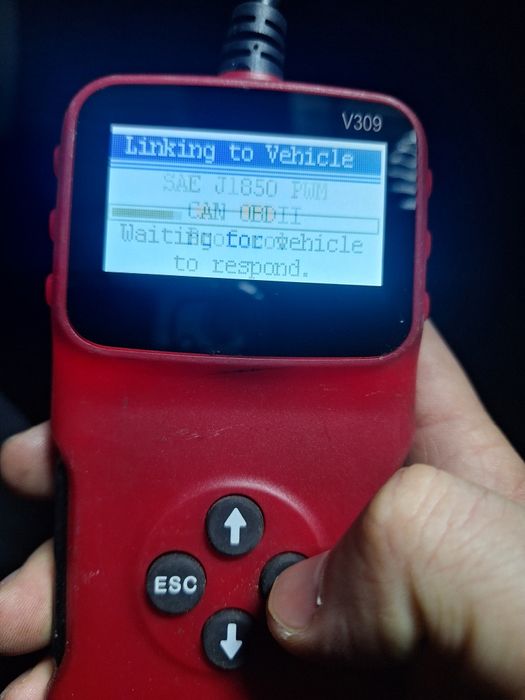 V309
Linking to Vehicle
SAE J1850 PWM
CAN OBDII
Waiting for vehicle
to respond.
ESC